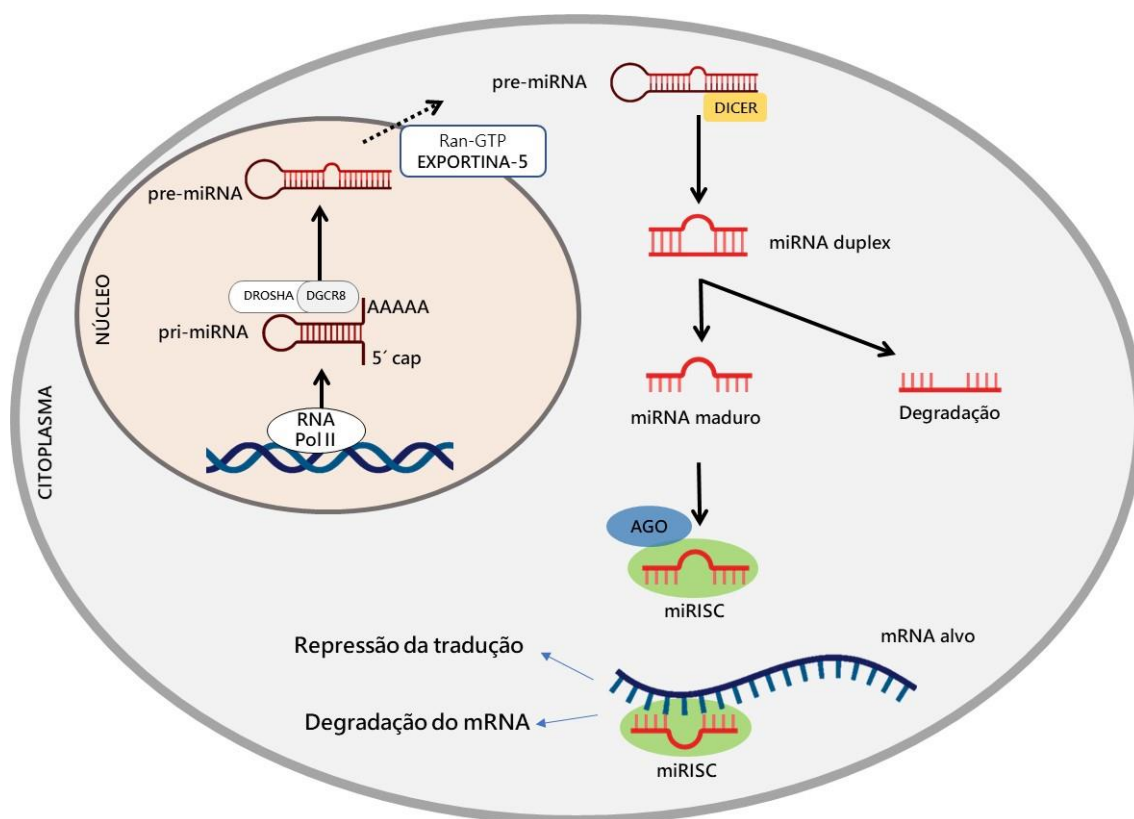 pre-miRNA
DICER
Ran-GTP
EXPORTINA-5
pre-miRNA
miRNA duplex
NÚCLEO
DROSHA
DGCR8
AAAAA
pri-miRNA
5´ cap
RNA
Pol II
miRNA maduro
Degradação
CITOPLASMA
AGO
miRISC
Repressão da tradução
mRNA alvo
Degradação do mRNA
miRISC